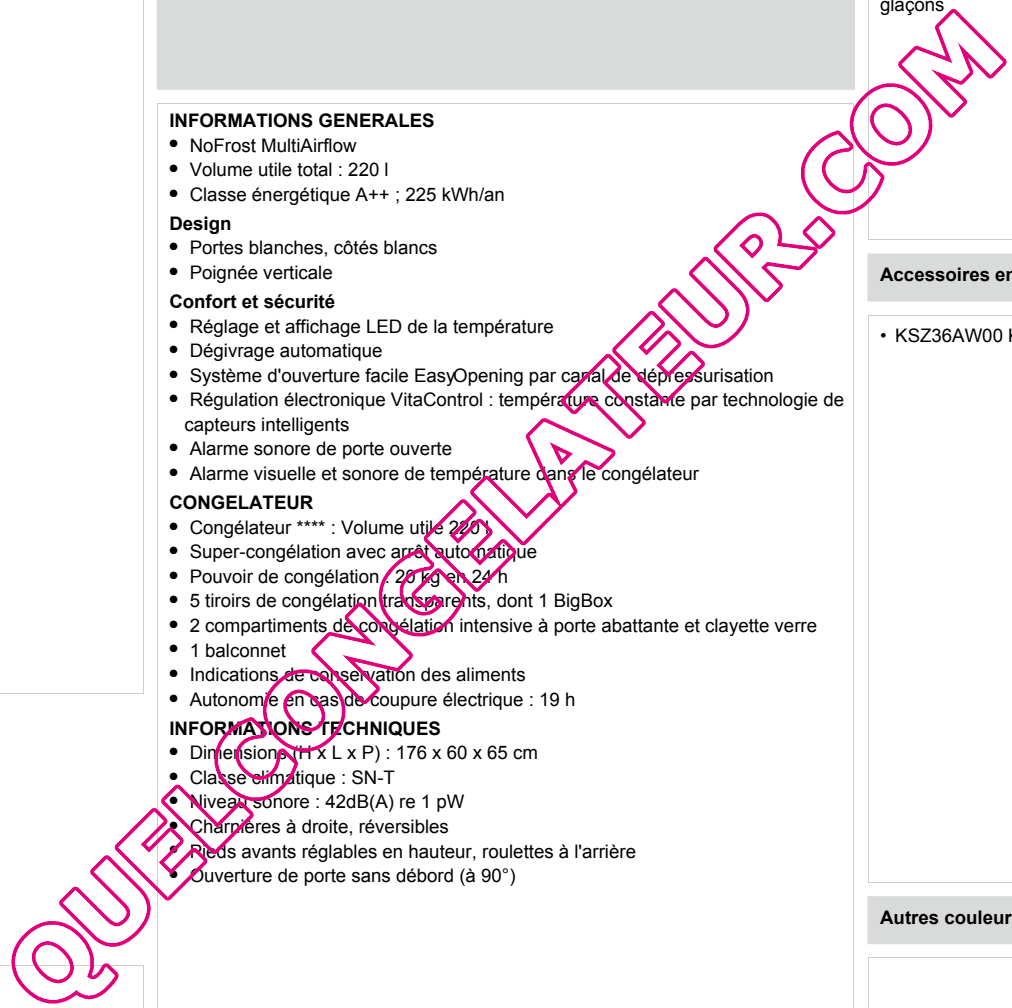 glaçons
INFORMATIONS GENERALES
• NoFrost MultiAirflow
• Volume utile total : 220 l
• Classe énergétique A++ ; 225 kWh/an
Design
• Portes blanches, côtés blancs
• Poignée verticale
Confort et sécurité
• Réglage et affichage LED de la température
• Dégivrage automatique
• Système d'ouverture facile EasyOpening par canal de dépressurisation
• Régulation électronique VitaControl : température constante par technologie de
capteurs intelligents
• Alarme sonore de porte ouverte
• Alarme visuelle et sonore de température dans le congélateur
CONGELATEUR
• Congélateur **** : Volume utile 220 l
• Super-congélation avec arrêt automatique
• Pouvoir de congélation : 20 kg en 24 h
• 5 tiroirs de congélation transparents, dont 1 BigBox
• 2 compartiments de congélation intensive à porte abattante et clayette verre
• 1 balconnet
• Indications de conservation des aliments
• Autonomie en cas de coupure électrique : 19 h
INFORMATIONS TECHNIQUES
• Dimensions (H x L x P) : 176 x 60 x 65 cm
• Classe climatique : SN-T
• Niveau sonore : 42dB(A) re 1 pW
• Charnières à droite, réversibles
• Pieds avants réglables en hauteur, roulettes à l'arrière
• Ouverture de porte sans débord (à 90°)
Accessoires en
• KSZ36AW00
Autres couleur
QUELCONGELATEUR.COM